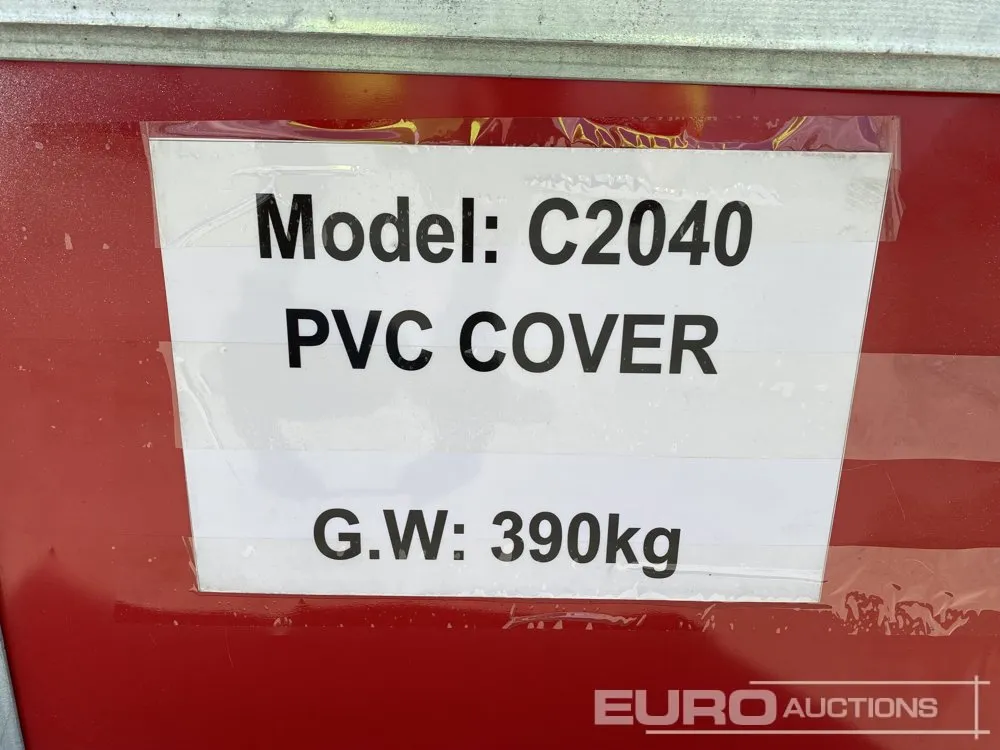 Model: C2040
PVC COVER
G.W: 390kg
EURO AUCTIONS